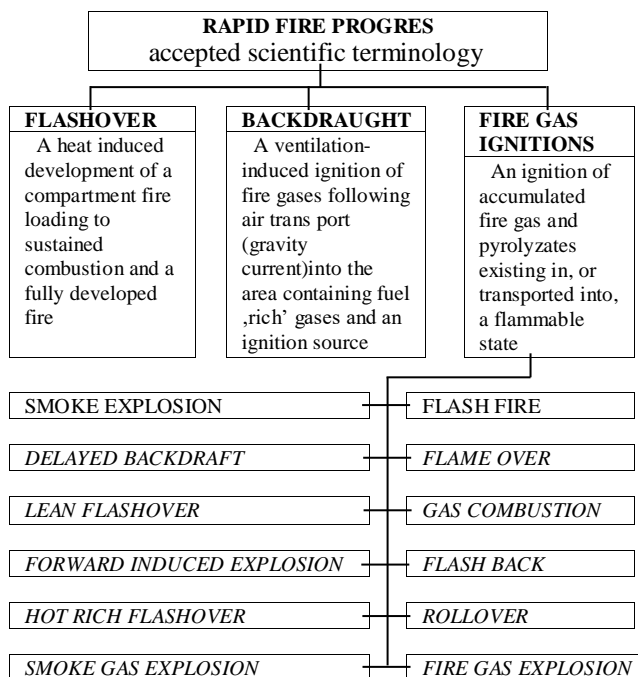 RAPID FIRE PROGRES
accepted scientific terminology
FLASHOVER
A heat induced
development of a
compartment fire
loading to
sustained
combustion and a
fully developed
fire
BACKDRAUGHT
A ventilation-
induced ignition of
fire gases following
air trans port
(gravity
current)into the
area containing fuel
‚rich’ gases and an
ignition source
FIRE GAS
IGNITIONS
An ignition of
accumulated
fire gas and
pyrolyzates
existing in, or
transported into,
a flammable
state
SMOKE EXPLOSION
FLASH FIRE
DELAYED BACKDRAFT
FLAME OVER
LEAN FLASHOVER
GAS COMBUSTION
FORWARD INDUCED EXPLOSION
FLASH BACK
HOT RICH FLASHOVER
ROLLOVER
SMOKE GAS EXPLOSION
FIRE GAS EXPLOSION